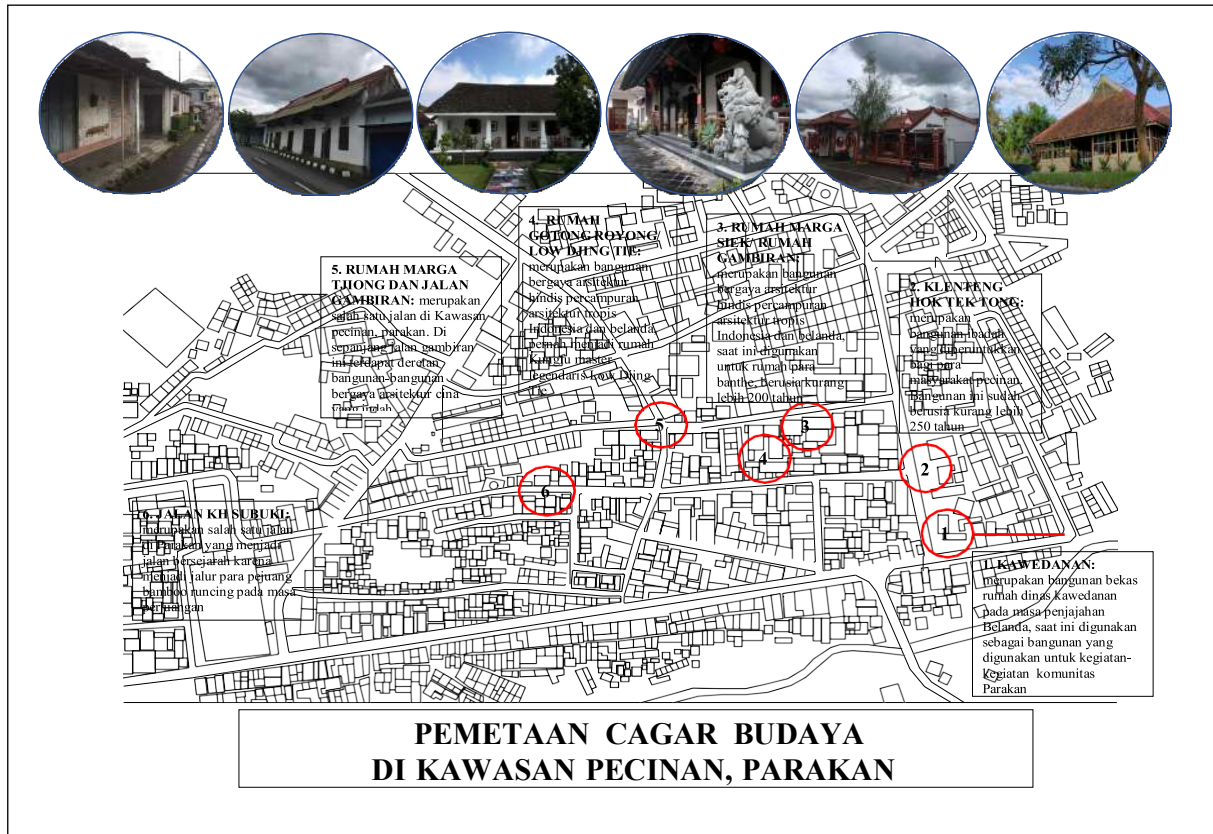 4. RUMAH
GOTONG ROYONG/
LOW DJING TIE:
merupakan bangunan
bergaya arsitektur
hindis percampuran
arsitektur tropis
Indonesia dan belanda,
pernah menjadi rumah
Kungfu master
legendaris Low Djing
Tie
3. RUMAH MARGA
SIEK/ RUMAH
GAMBIRAN:
merupakan bangunan
bergaya arsitektur
hindis percampuran
arsitektur tropis
Indonesia dan belanda,
saat ini digunakan
untuk rumah para
banthe, berusia kurang
lebih 200 tahun
5. RUMAH MARGA
TJIONG DAN JALAN
GAMBIRAN: merupakan
salah satu jalan di Kawasan
pecinan, parakan. Di
sepanjang jalan gambiran
ini terdapat deretan
bangunan-bangunan
bergaya arsitektur cina
yang indah
2. KLENTENG
HOK TEK TONG:
merupakan
bangunan ibadah
yang diperuntukkan
bagi para
masyarakat pecinan.
Bangunan ini sudah
berusia kurang lebih
250 tahun
5
3
4
2
6
1
6. JALAN KH SUBUKI:
merupakan salah satu jalan
di Parakan yang menjadi
jalan bersejarah karena
menjadi jalur para pejuang
bamboo runcing pada masa
perjuangan
1. KAWEDANAN:
merupakan bangunan bekas
rumah dinas kawedanan
pada masa penjajahan
Belanda, saat ini digunakan
sebagai bangunan yang
digunakan untuk kegiatan-
kegiatan komunitas
Parakan
PEMETAAN CAGAR BUDAYA
DI KAWASAN PECINAN, PARAKAN